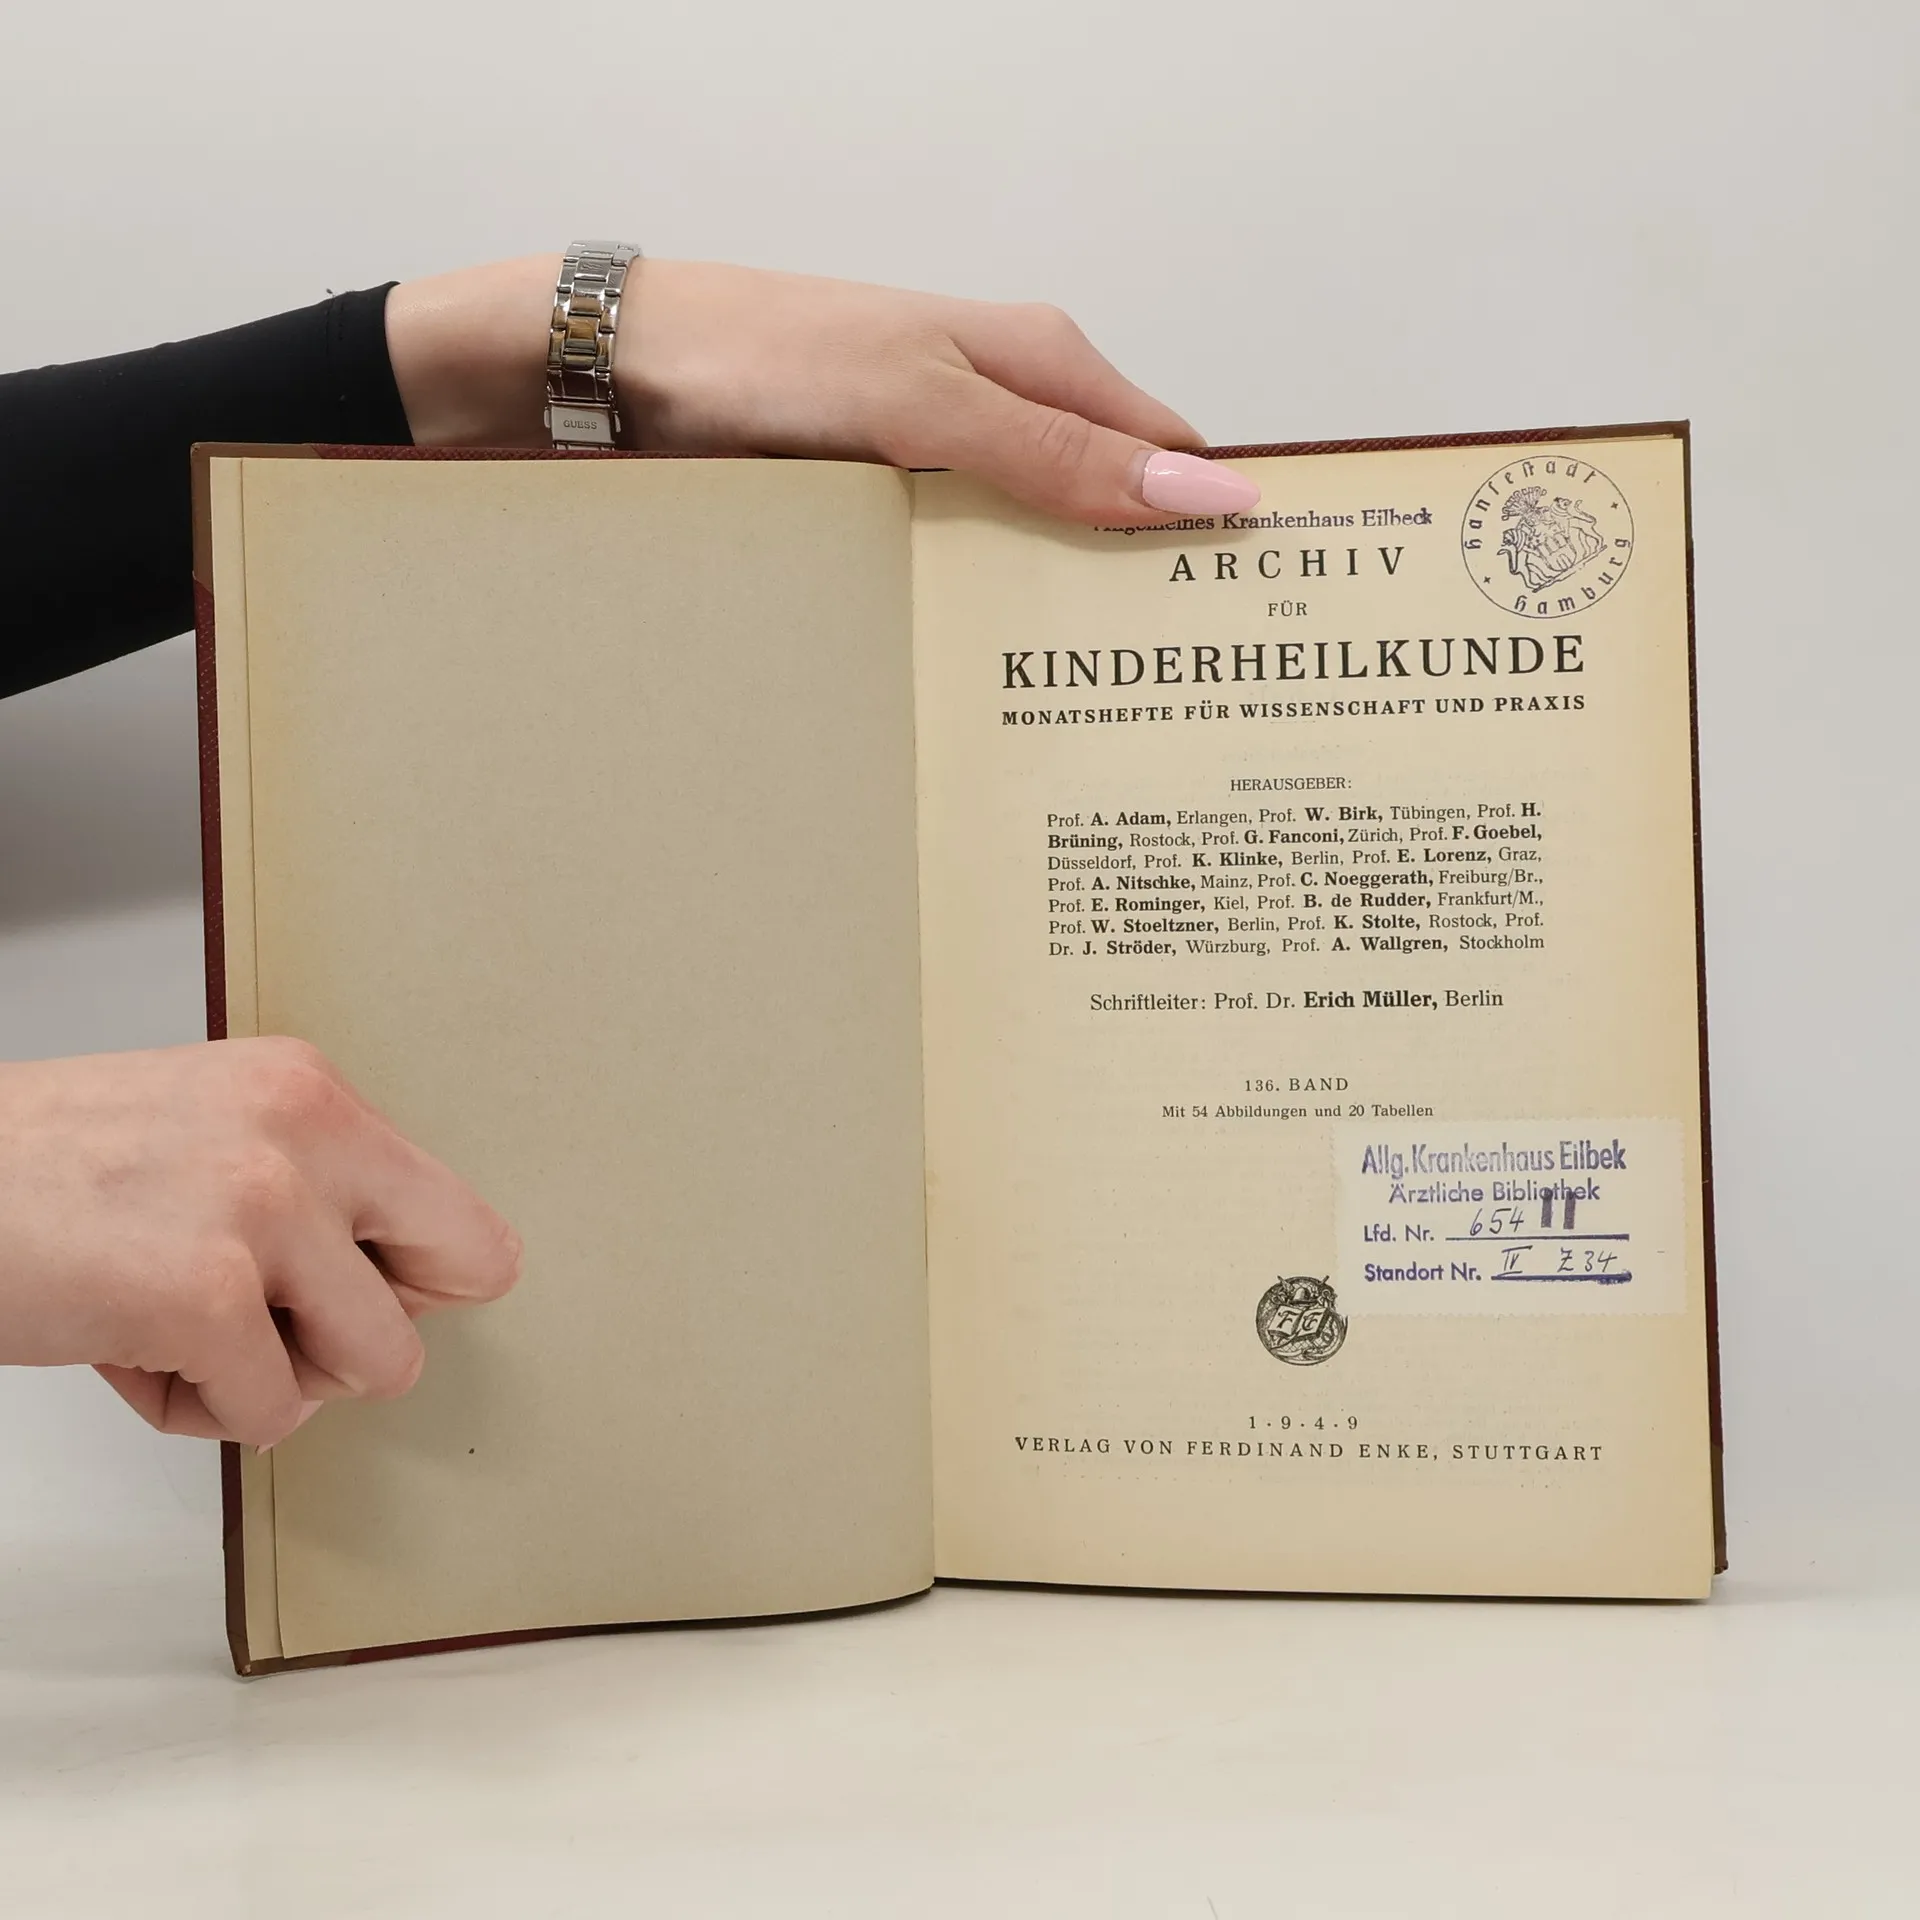 GUESS
Krankenhaus Eilbeck
Hansestadt
Hamburg
ARCHIV
FÜR
KINDERHEILKUNDE
MONATSHEFTE FÜR WISSENSCHAFT UND PRAXIS
HERAUSGEBER:
Prof. A. Adam, Erlangen, Prof. W. Birk, Tübingen, Prof. H.
Brüning, Rostock, Prof. G. Fanconi, Zürich, Prof. F. Goebel,
Düsseldorf, Prof. K. Klinke, Berlin, Prof. E. Lorenz, Graz,
Prof. A. Nitschke, Mainz, Prof. C. Noeggerath, Freiburg/Br.,
Prof. E. Rominger, Kiel, Prof. B. de Rudder, Frankfurt/M.,
Prof. W. Stoeltzner, Berlin, Prof. K. Stolte, Rostock, Prof.
Dr. J. Ströder, Würzburg, Prof. A. Wallgren, Stockholm
Schriftleiter: Prof. Dr. Erich Müller, Berlin
136. BAND
Mit 54 Abbildungen und 20 Tabellen
Allg. Krankenhaus Eilbek
Ärztliche Bibliothek
Lfd. Nr. 654 II
Standort Nr. IV Z 34
F E
1·9·4·9
VERLAG VON FERDINAND ENKE, STUTTGART